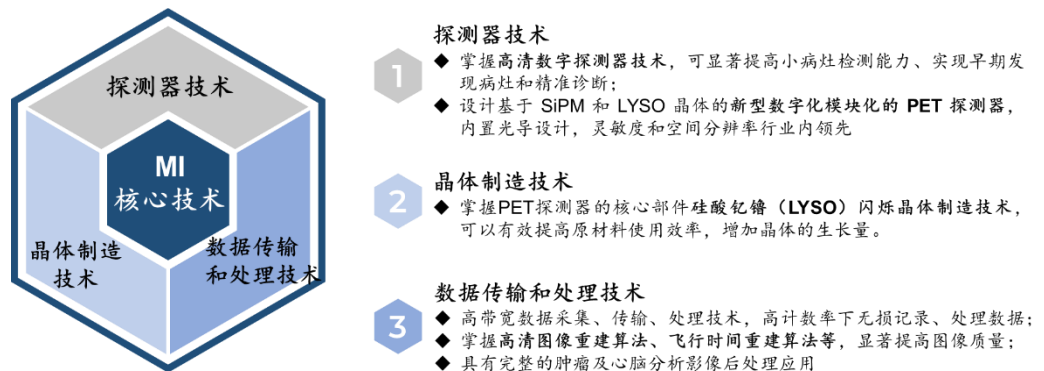 探测器技术
MI
核心技术
晶体制造
技术
数据传输
和处理技术
1
探测器技术
◆ 掌握高清数字探测器技术，可显著提高小病灶检测能力、实现早期发
现病灶和精准诊断；
◆ 设计基于 SiPM 和 LYSO 晶体的新型数字化模块化的 PET 探测器，
内置光导设计，灵敏度和空间分辨率行业内领先
2
晶体制造技术
◆ 掌握PET探测器的核心部件硅酸钇镥（LYSO）闪烁晶体制造技术，
可以有效提高原材料使用效率，增加晶体的生长量。
3
数据传输和处理技术
◆ 高带宽数据采集、传输、处理技术，高计数率下无损记录、处理数据；
◆ 掌握高清图像重建算法、飞行时间重建算法等，显著提高图像质量；
◆ 具有完整的肿瘤及心脑分析影像后处理应用